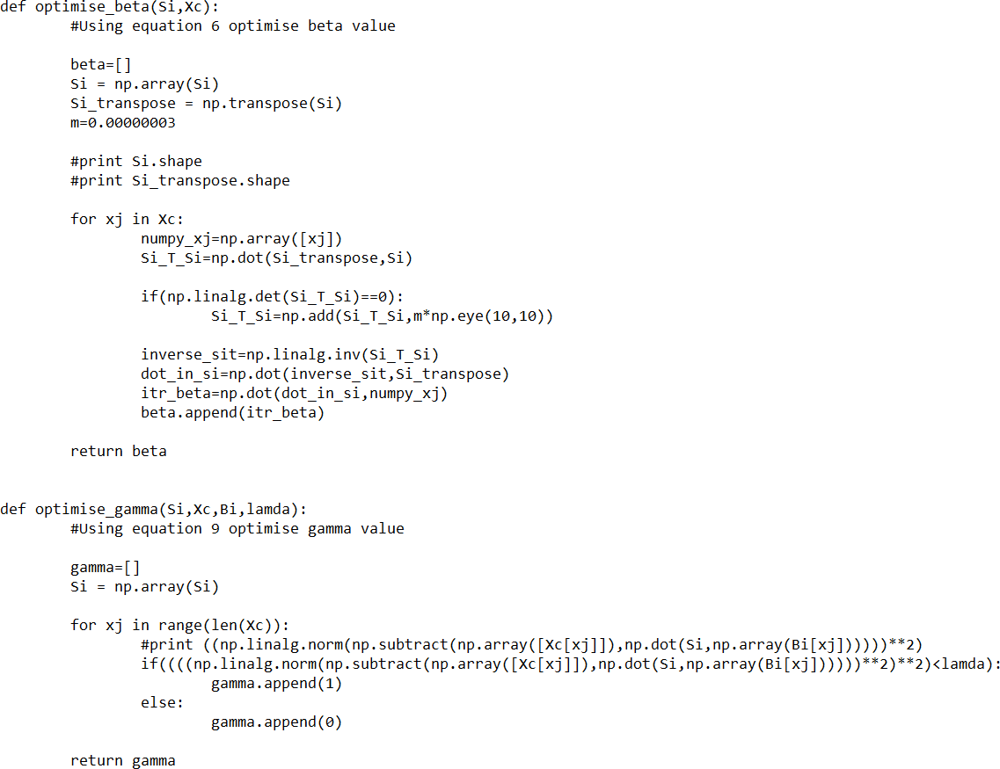 def optimise_beta(Si,Xc):
#Using equation 6 optimise beta value
beta=[]
Si = np.array(Si)
Si_transpose = np.transpose(Si)
m=0.00000003
#print Si.shape
#print Si_transpose.shape
for xj in Xc:
numpy_xj=np.array([xj])
Si_T_Si=np.dot(Si_transpose,Si)
if(np.linalg.det(Si_T_Si)==0):
Si_T_Si=np.add(Si_T_Si,m*np.eye(10,10))
inverse_sit=np.linalg.inv(Si_T_Si)
dot_in_si=np.dot(inverse_sit,Si_transpose)
itr_beta=np.dot(dot_in_si,numpy_xj)
beta.append(itr_beta)
return beta
def optimise_gamma(Si,Xc,Bi,lamda):
#Using equation 9 optimise gamma value
gamma=[]
Si = np.array(Si)
for xj in range(len(Xc)):
#print ((np.linalg.norm(np.subtract(np.array([Xc[xj]]),np.dot(Si,np.array(Bi[xj])))))**2)
if((((np.linalg.norm(np.subtract(np.array([Xc[xj]]),np.dot(Si,np.array(Bi[xj])))))**2)**2)<lamda):
gamma.append(1)
else:
gamma.append(0)
return gamma